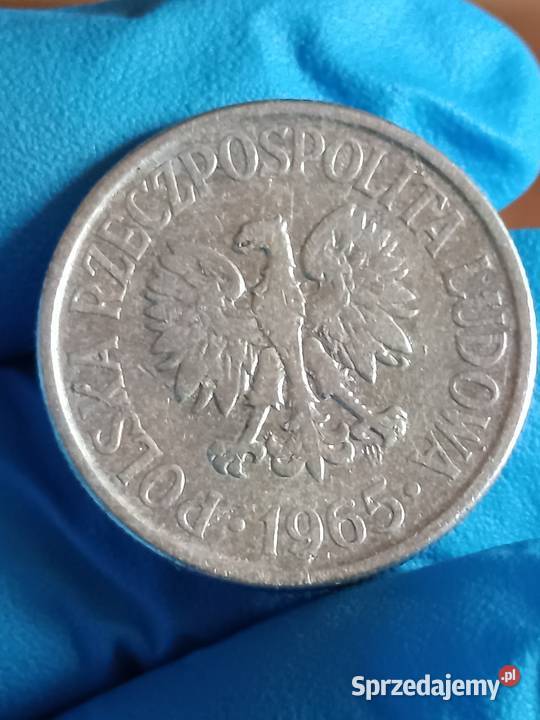 POLSKA RZECZPOSPOLITA LUDOWA
·1965·
Sprzedajemy.pl